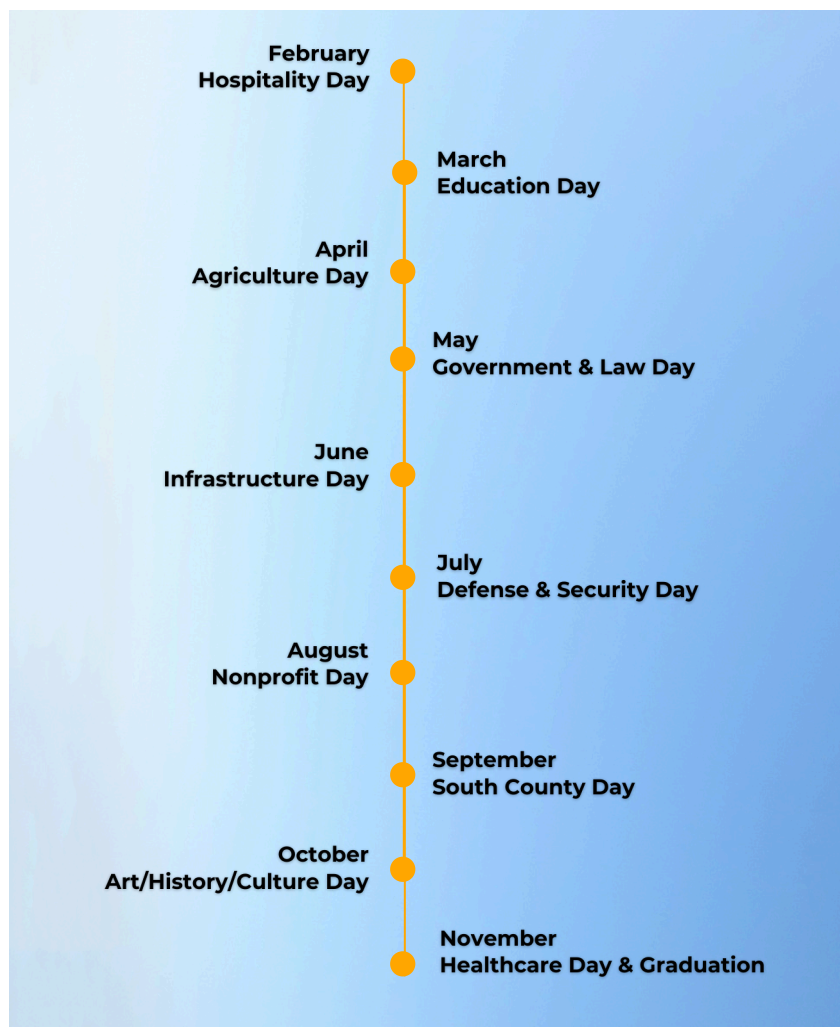 February
Hospitality Day
March
Education Day
April
Agriculture Day
May
Government & Law Day
June
Infrastructure Day
July
Defense & Security Day
August
Nonprofit Day
September
South County Day
October
Art/History/Culture Day
November
Healthcare Day & Graduation